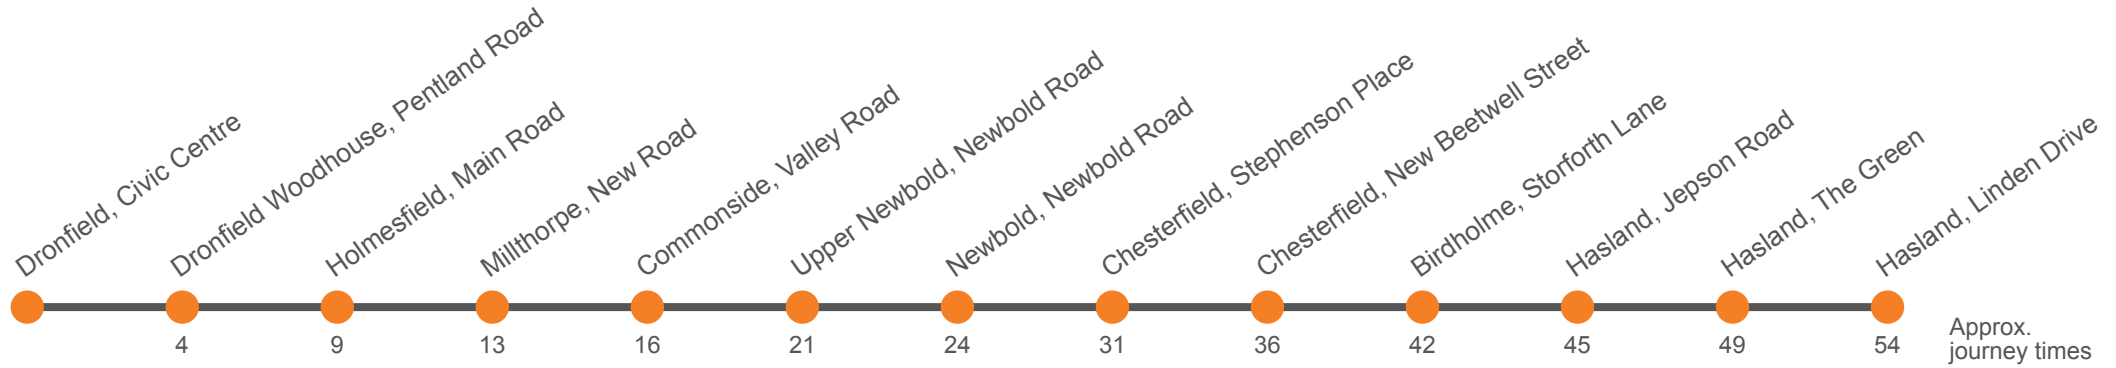 Dronfield, Civic Centre
Dronfield Woodhouse, Pentland Road
Holmesfield, Main Road
Millthorpe, New Road
Commonside, Valley Road
Upper Newbold, Newbold Road
Newbold, Newbold Road
Chesterfield, Stephenson Place
Chesterfield, New Beetwell Street
Birdholme, Storforth Lane
Hasland, Jepson Road
Hasland, The Green
Hasland, Linden Drive
4
9
13
16
21
24
31
36
42
45
49
54
Approx.
journey times